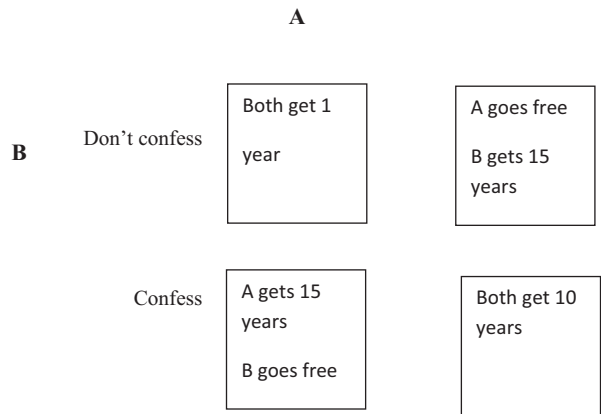 A
B
Don’t confess
Both get 1
year
A goes free
B gets 15
years
Confess
A gets 15
years
B goes free
Both get 10
years